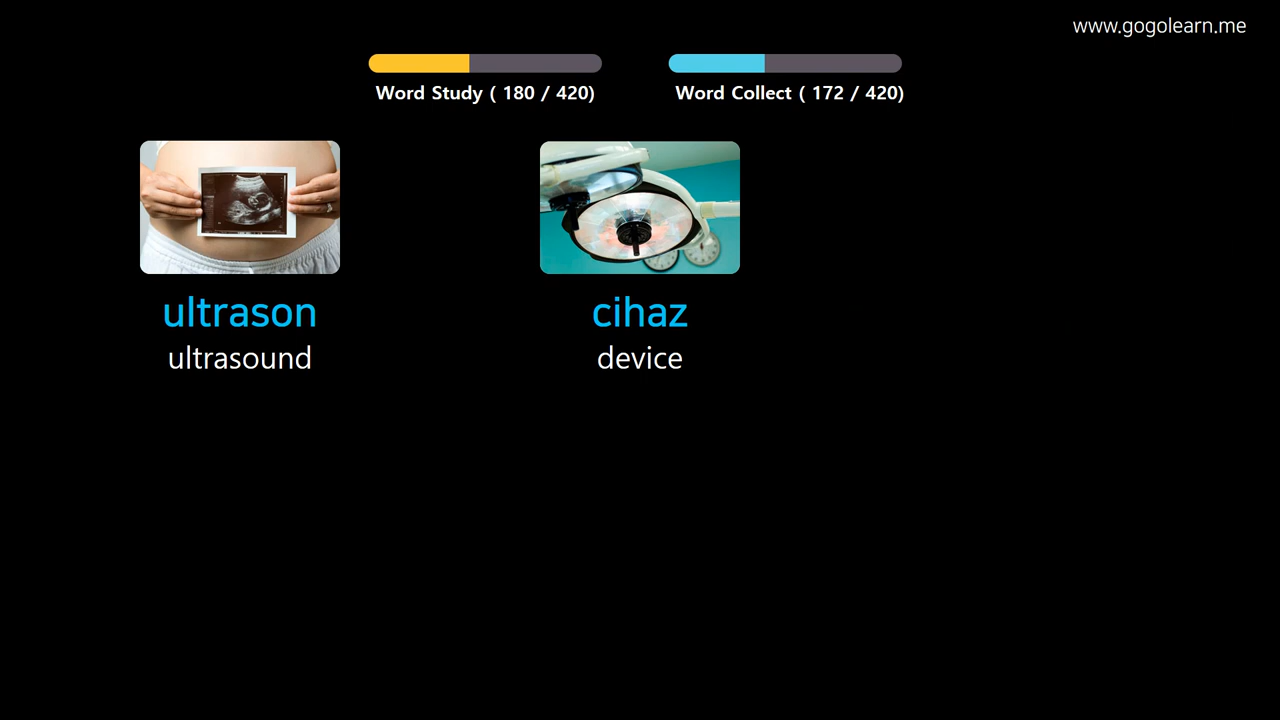 www.gogolearn.me
Word Study ( 180 / 420)
Word Collect ( 172 / 420)
ultrason
ultrasound
cihaz
device